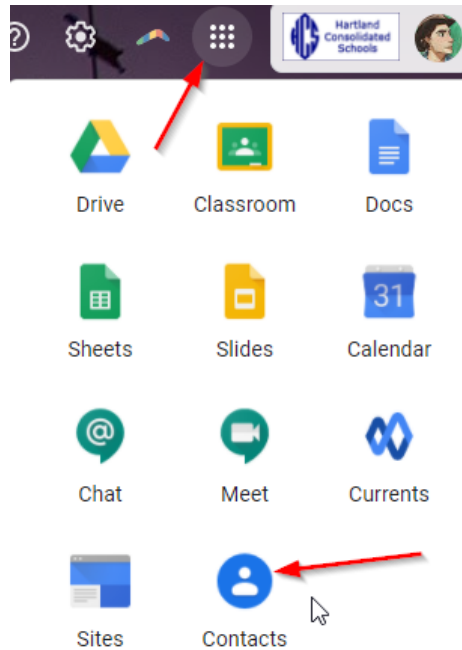 ?
Hartland
Consolidated
Schools
Drive
Classroom
Docs
31
Sheets
Slides
Calendar
@
Chat
Meet
Currents
Sites
Contacts